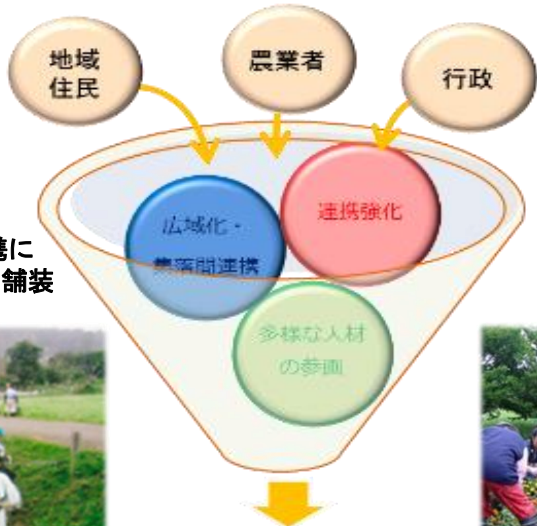 地域
住民
農業者
行政
連携強化
広域化・
集落間連携
携に
舗装
多様な人材
の参画